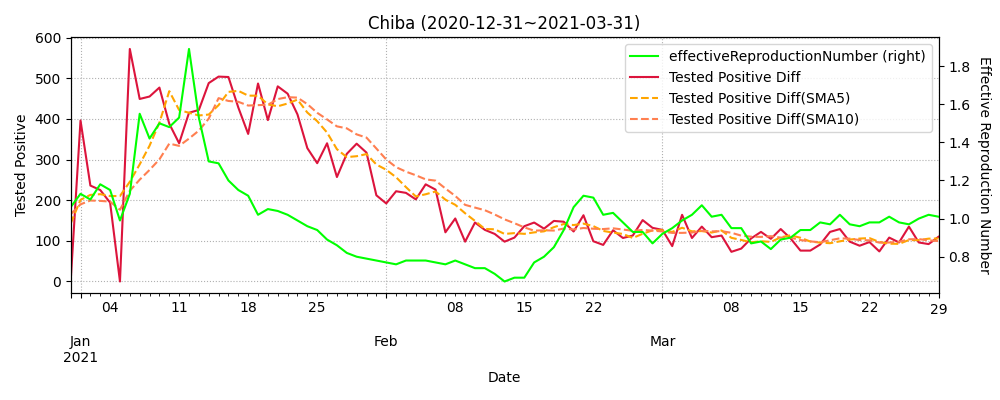 Chiba (2020-12-31~2021-03-31)
effectiveReproductionNumber (right)
Tested Positive Diff
Tested Positive Diff(SMA5)
Tested Positive Diff(SMA10)
Tested Positive
600
500
400
300
200
100
0
1.8
1.6
1.4
1.2
1.0
0.8
Effective Reproduction Number
04 11 18 25 08 15 22 08 15 22 29
Jan Feb Mar
2021
Date